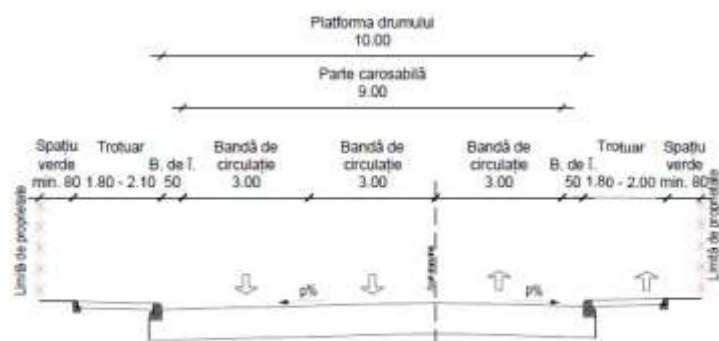 Platforma drumului
10.00
Parte carosabilă
9.00
Spațiu verde min. 80
Trotuar 1.80 - 2.10
B. de Î. 50
Bandă de circulație 3.00
Bandă de circulație 3.00
Bandă de circulație 3.00
B. de Î. 50
Trotuar 1.80 - 2.00
Spațiu verde min. 80
Limită de proprietate
Limită de proprietate
p%
p%